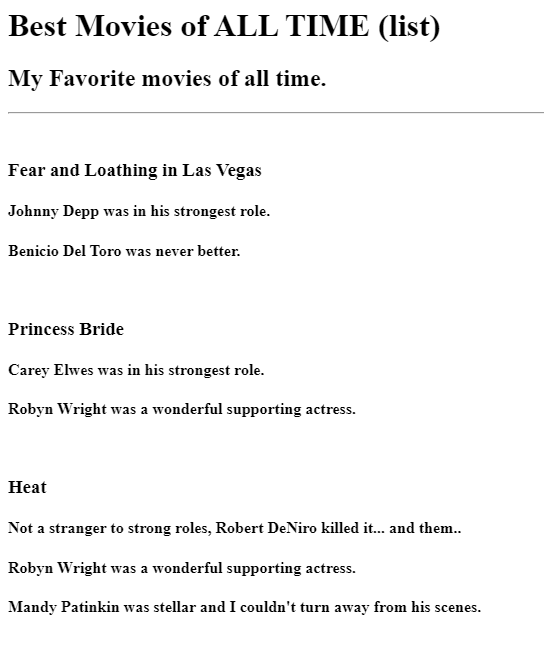 Best Movies of ALL TIME (list)
My Favorite movies of all time.
Fear and Loathing in Las Vegas
Johnny Depp was in his strongest role.
Benicio Del Toro was never better.
Princess Bride
Carey Elwes was in his strongest role.
Robyn Wright was a wonderful supporting actress.
Heat
Not a stranger to strong roles, Robert DeNiro killed it... and them..
Robyn Wright was a wonderful supporting actress.
Mandy Patinkin was stellar and I couldn't turn away from his scenes.